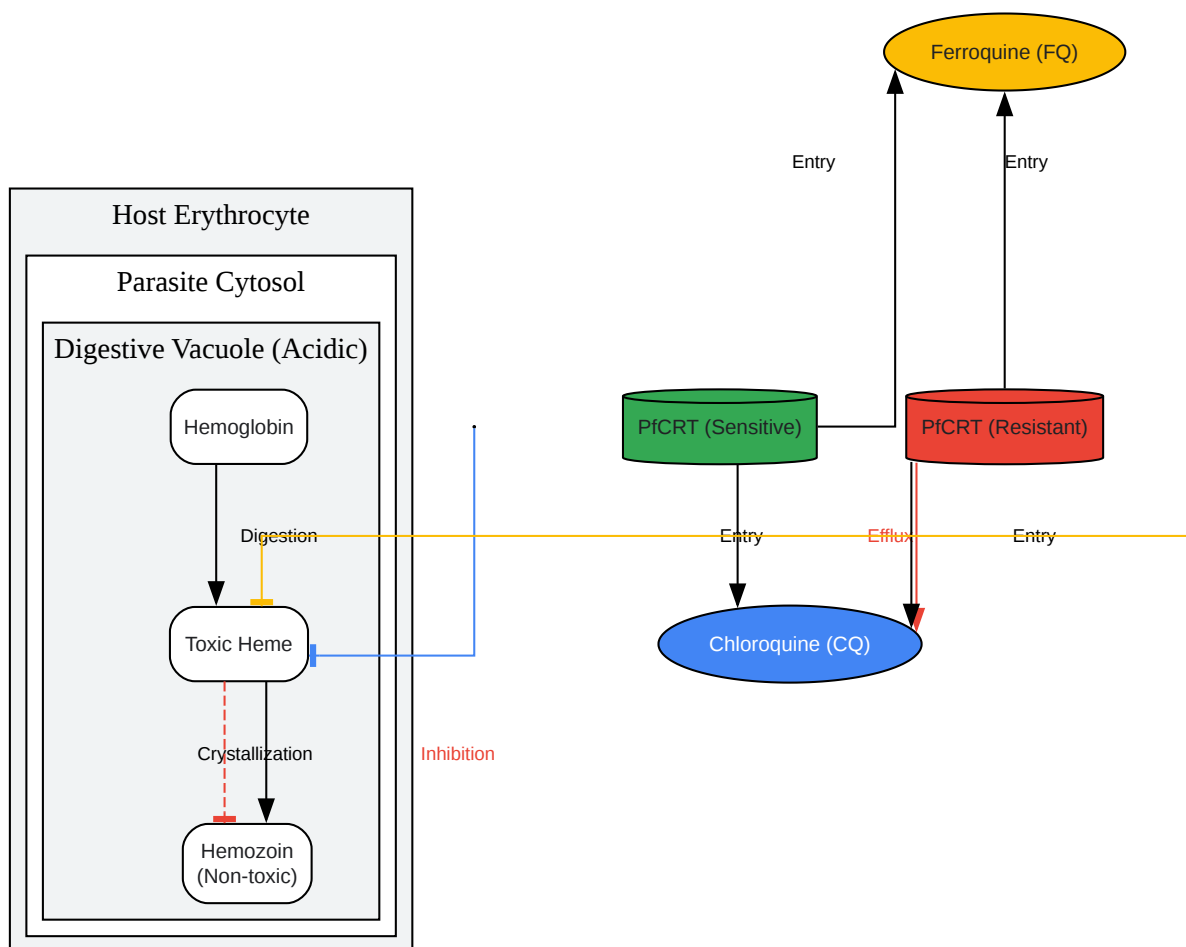 Ferroquine (FQ)
Entry
Entry
Host Erythrocyte
Parasite Cytosol
Digestive Vacuole (Acidic)
Hemoglobin
PfCRT (Sensitive)
PfCRT (Resistant)
Digestion
Entry
Efflux
Entry
Toxic Heme
Chloroquine (CQ)
Crystallization
Inhibition
Hemozoin
(Non-toxic)